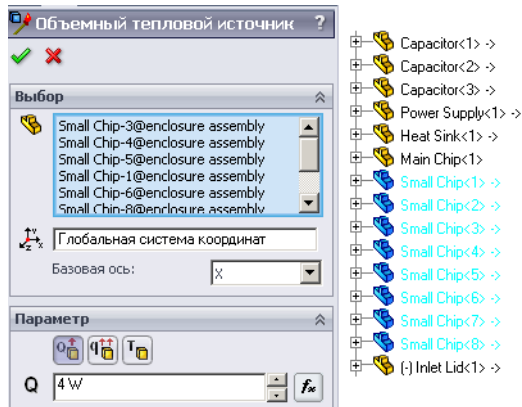 Объемный тепловой источник ?
Выбор
Small Chip-3@enclosure assembly
Small Chip-4@enclosure assembly
Small Chip-5@enclosure assembly
Small Chip-1@enclosure assembly
Small Chip-6@enclosure assembly
Small Chip-8@enclosure assembly
Глобальная система координат
Базовая ось: X
Параметр
Q 4 W
Capacitor<1> ->
Capacitor<2> ->
Capacitor<3> ->
Power Supply<1> ->
Heat Sink<1> ->
Main Chip<1>
Small Chip<1> ->
Small Chip<2> ->
Small Chip<3> ->
Small Chip<4> ->
Small Chip<5> ->
Small Chip<6> ->
Small Chip<7> ->
Small Chip<8> ->
(-) Inlet Lid<1> ->